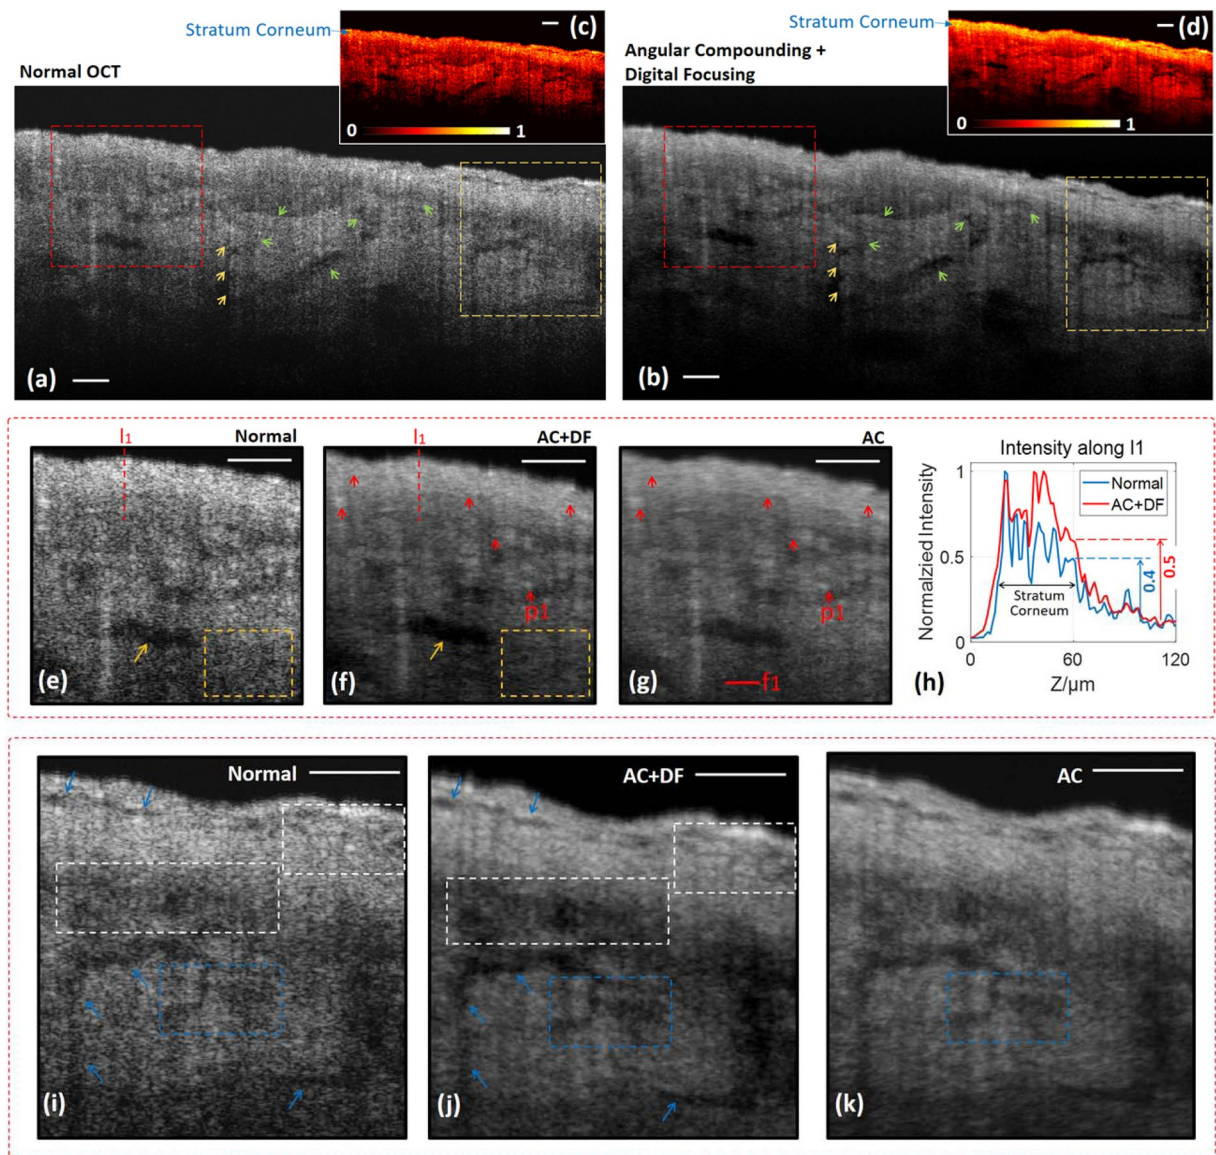 Stratum Corneum
(c)
0
1
Normal OCT
(a)
Stratum Corneum
(d)
0
1
Angular Compounding +
Digital Focusing
(b)
l1
Normal
(e)
l1
AC+DF
p1
(f)
AC
p1
f1
(g)
Intensity along l1
Normalzied Intensity
1
0.5
0
Normal
AC+DF
Stratum
Corneum
0.4
0.5
0
60
120
Z/μm
(h)
Normal
(i)
AC+DF
(j)
AC
(k)